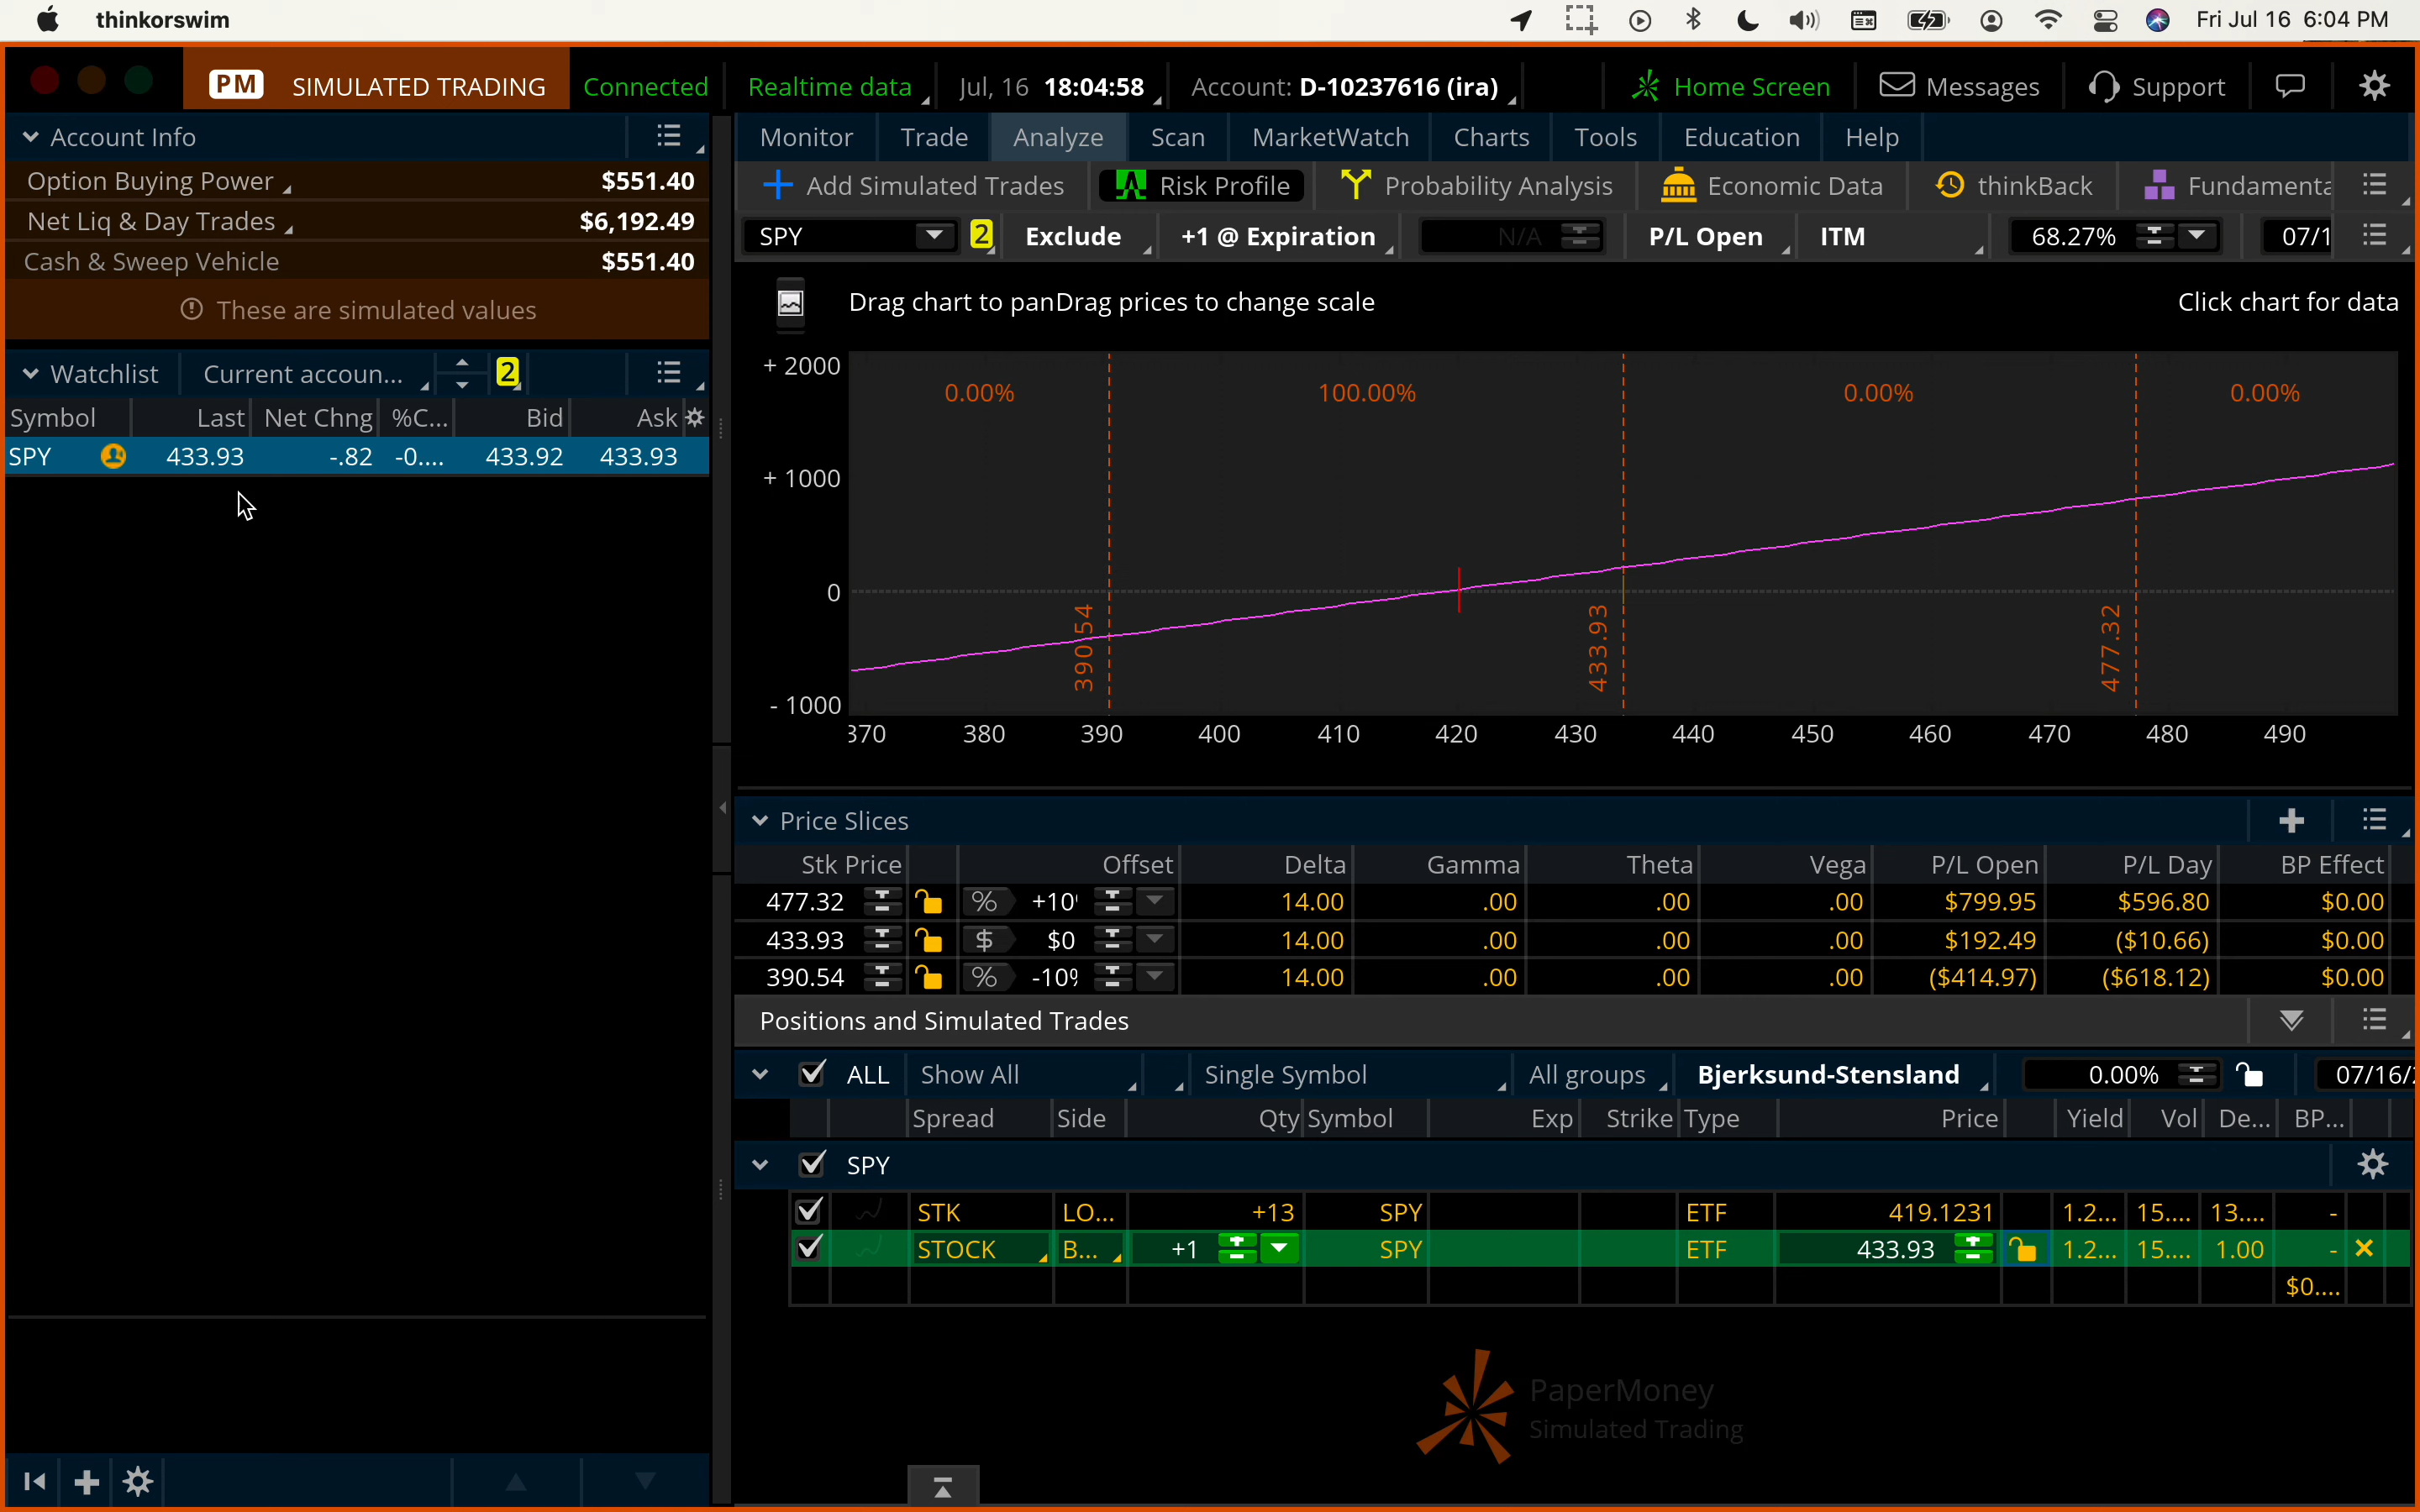 thinkorswim
Fri Jul 16 6:04 PM
PM SIMULATED TRADING Connected Realtime data Jul, 16 18:04:58 Account: D-10237616 (ira) Home Screen Messages Support
Account Info
Option Buying Power $551.40
Net Liq & Day Trades $6,192.49
Cash & Sweep Vehicle $551.40
These are simulated values
Watchlist Current accoun... 2
Symbol Last Net Chng %C... Bid Ask
SPY 433.93 -.82 -0.... 433.92 433.93
Monitor Trade Analyze Scan MarketWatch Charts Tools Education Help
Add Simulated Trades Risk Profile Probability Analysis Economic Data thinkBack Fundamenta
SPY 2 Exclude +1 @ Expiration N/A P/L Open ITM 68.27% 07/1
Drag chart to panDrag prices to change scale Click chart for data
+ 2000
+ 1000
0
- 1000
0.00% 100.00% 0.00% 0.00%
390.54 433.93 477.32
370 380 390 400 410 420 430 440 450 460 470 480 490
Price Slices
Stk Price Offset Delta Gamma Theta Vega P/L Open P/L Day BP Effect
477.32 % +10 14.00 .00 .00 .00 $799.95 $596.80 $0.00
433.93 $ $0 14.00 .00 .00 .00 $192.49 ($10.66) $0.00
390.54 % -10% 14.00 .00 .00 .00 ($414.97) ($618.12) $0.00
Positions and Simulated Trades
ALL Show All Single Symbol All groups Bjerksund-Stensland 0.00% 07/16/
Spread Side Qty Symbol Exp Strike Type Price Yield Vol De... BP...
SPY
STK LO... +13 SPY ETF 419.1231 1.2... 15.... 13.... -
STOCK B... +1 SPY ETF 433.93 1.2... 15.... 1.00 -
$0....
PaperMoney
Simulated Trading